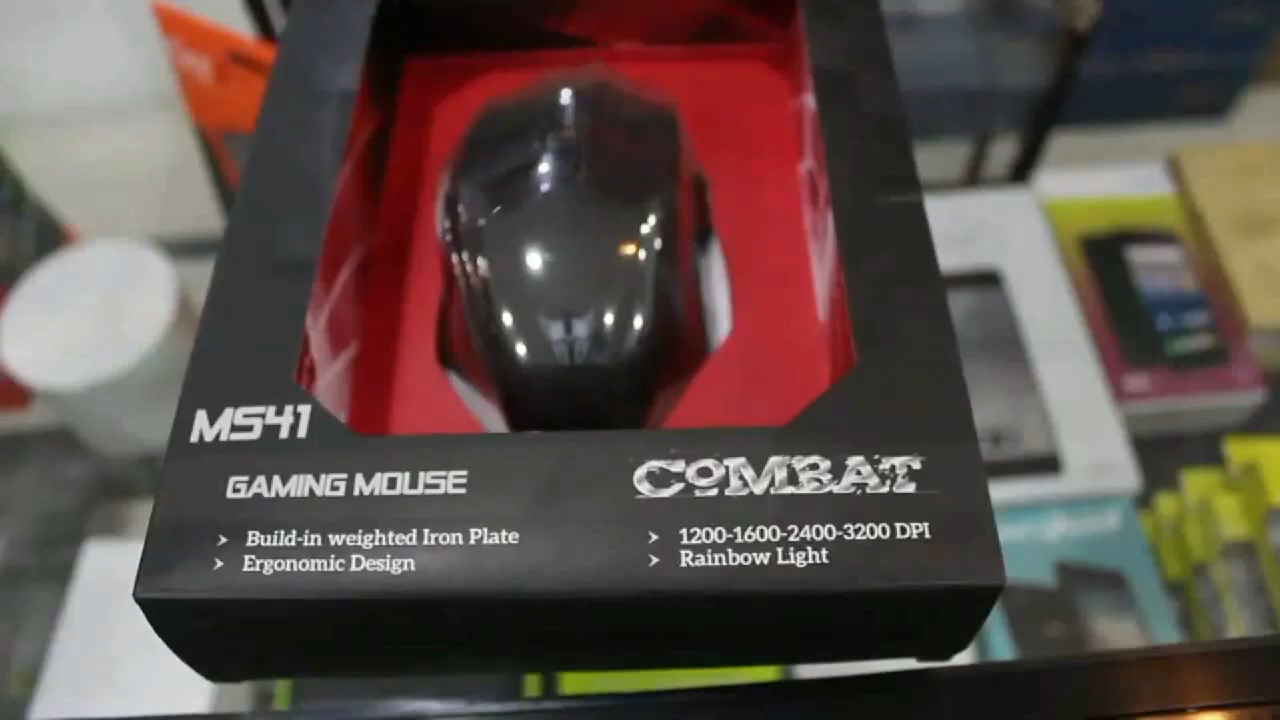 MS41
GAMING MOUSE
COMBAT
> Build-in weighted Iron Plate
> Ergonomic Design
> 1200-1600-2400-3200 DPI
> Rainbow Light